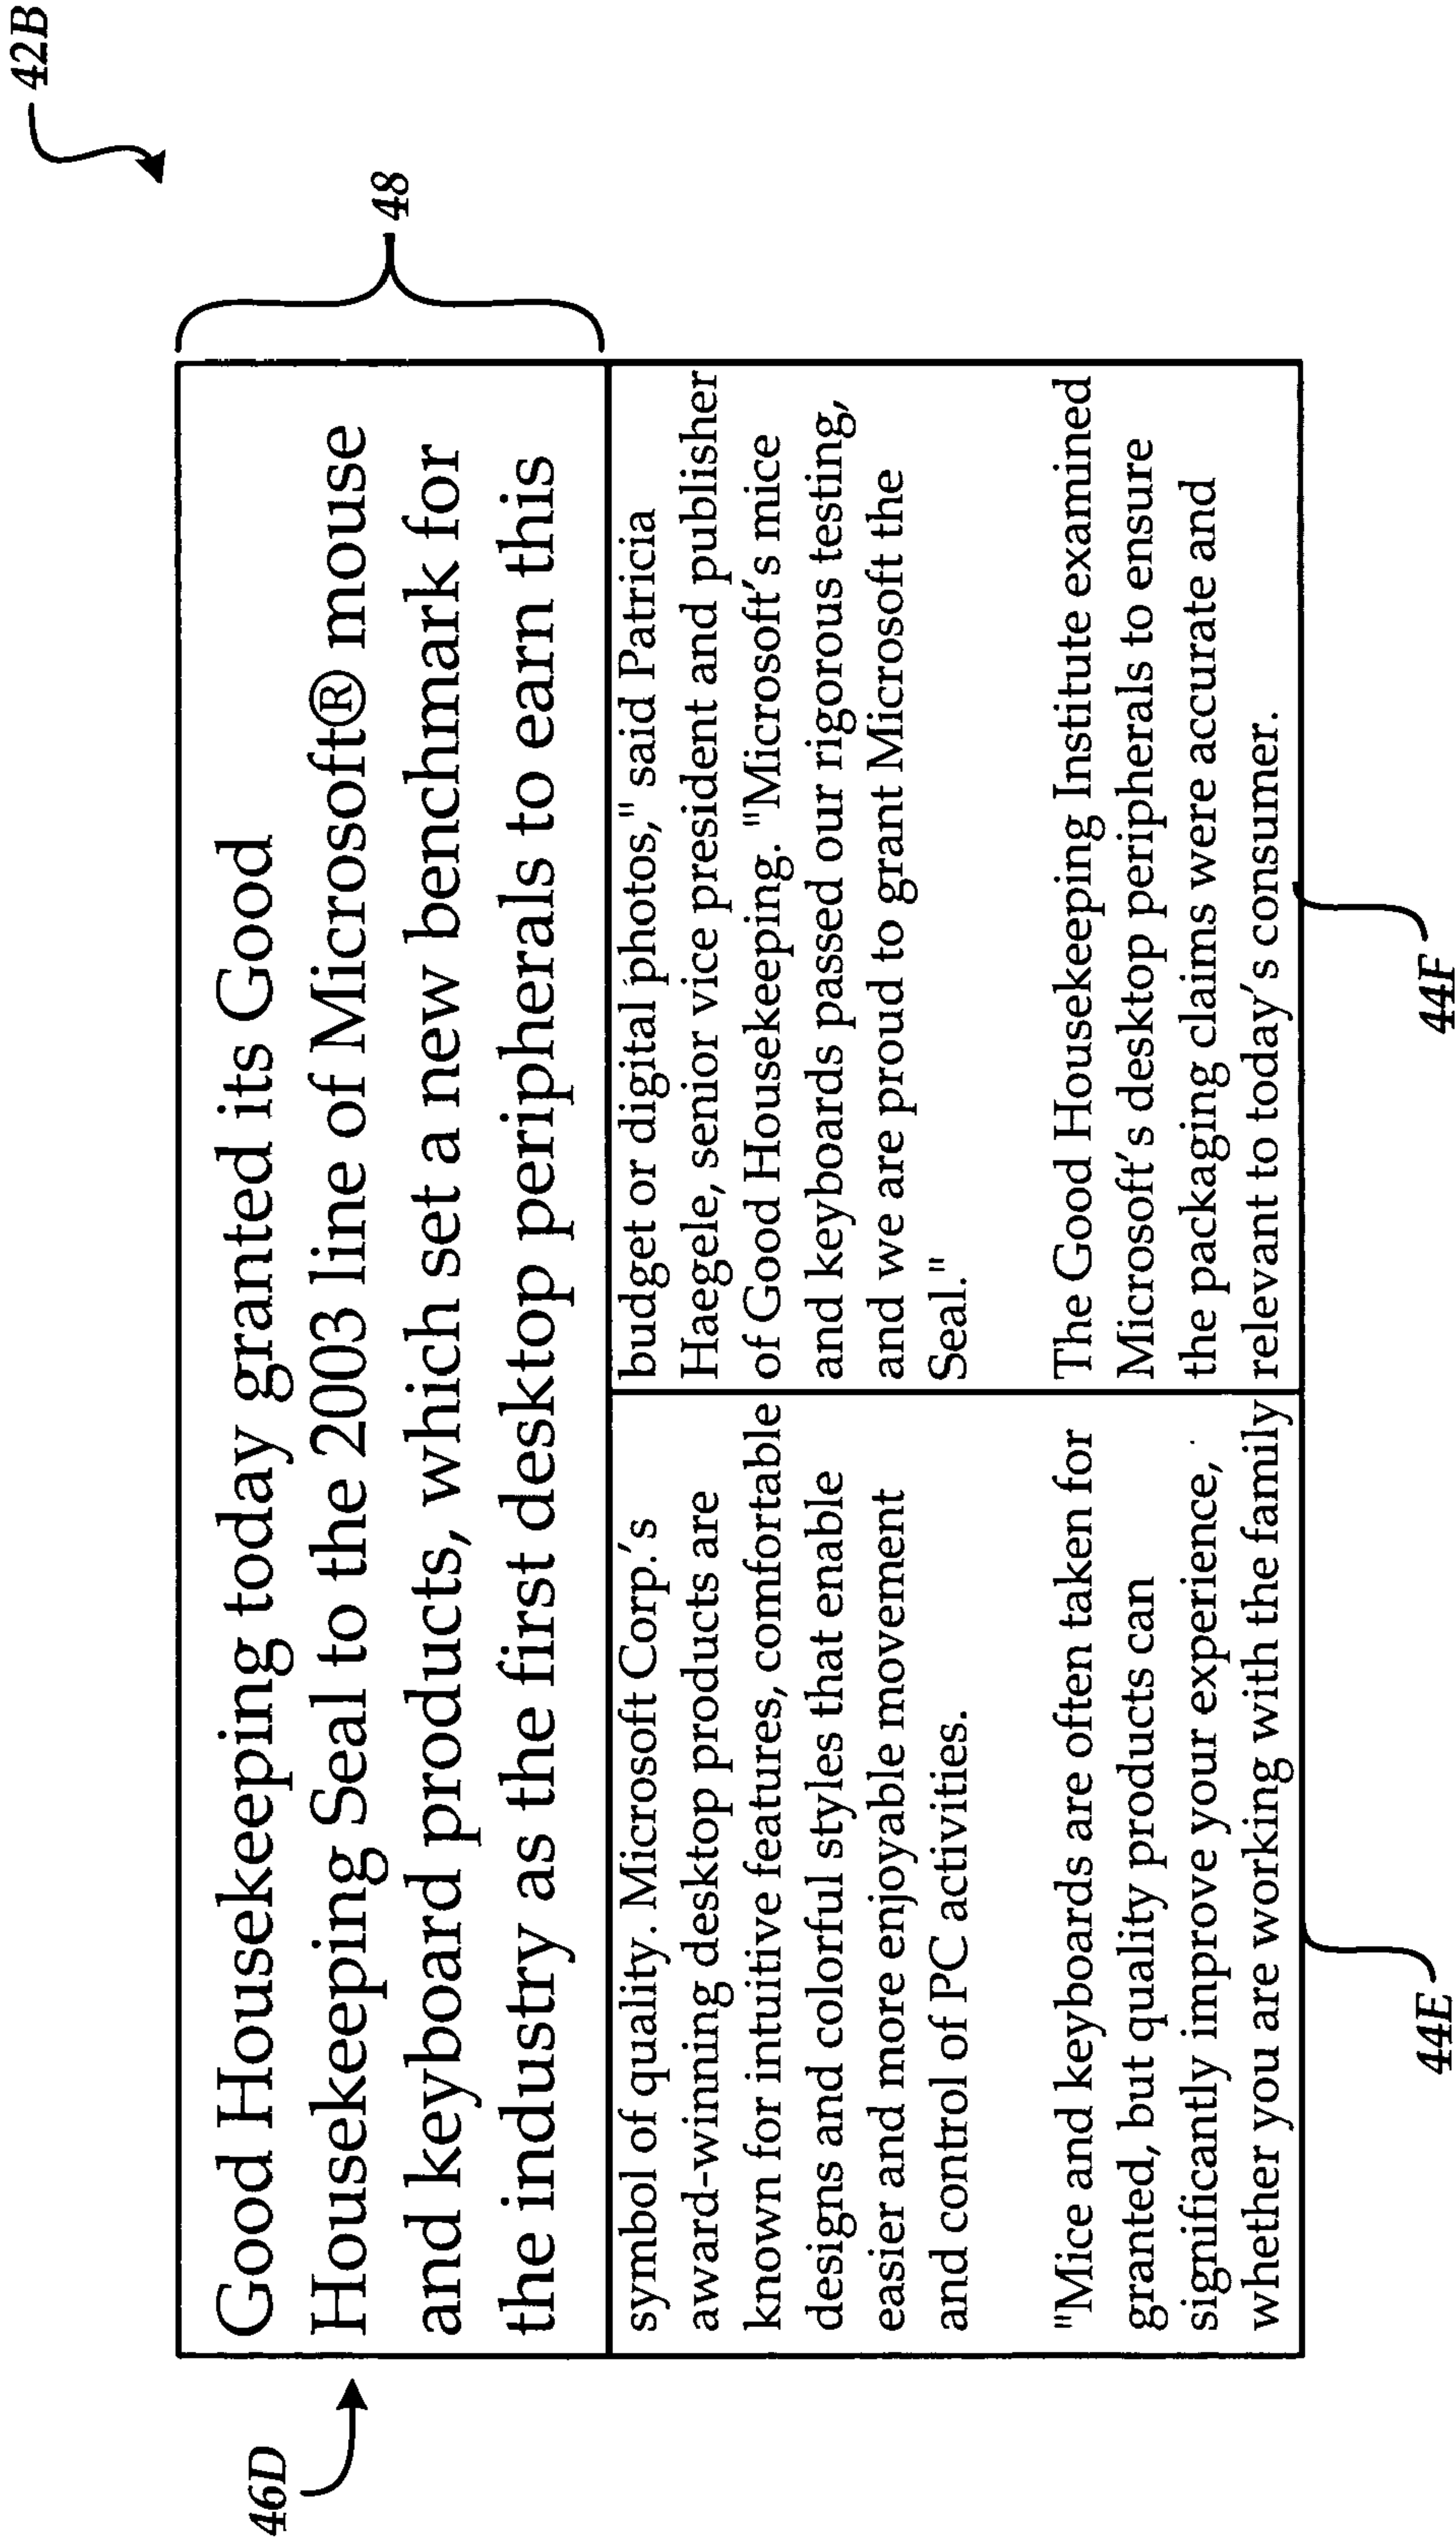 42B
46D
48
Good Housekeeping today granted its Good
Housekeeping Seal to the 2003 line of Microsoft® mouse
and keyboard products, which set a new benchmark for
the industry as the first desktop peripherals to earn this
symbol of quality. Microsoft Corp.'s
award-winning desktop products are
known for intuitive features, comfortable
designs and colorful styles that enable
easier and more enjoyable movement
and control of PC activities.
"Mice and keyboards are often taken for
granted, but quality products can
significantly improve your experience,
whether you are working with the family
budget or digital photos," said Patricia
Haegele, senior vice president and publisher
of Good Housekeeping. "Microsoft's mice
and keyboards passed our rigorous testing,
and we are proud to grant Microsoft the
Seal."
The Good Housekeeping Institute examined
Microsoft's desktop peripherals to ensure
the packaging claims were accurate and
relevant to today's consumer.
44E
44F